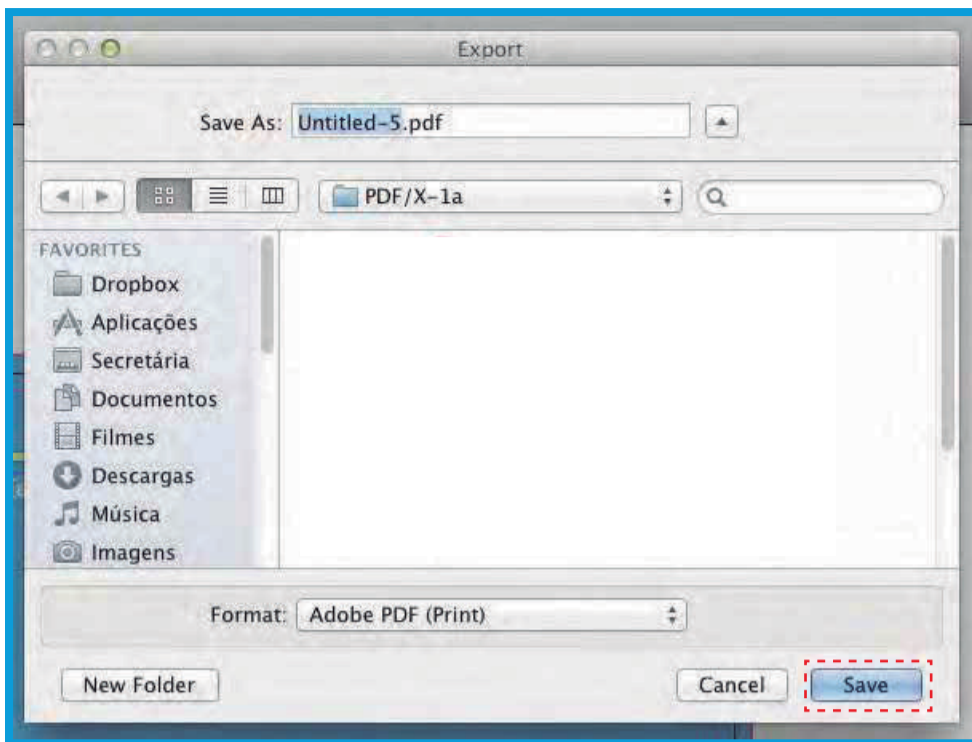 Export
Save As: Untitled-5.pdf
PDF/X-1a
FAVORITES
Dropbox
Aplicações
Secretária
Documentos
Filmes
Descargas
Música
Imagens
Format: Adobe PDF (Print)
New Folder Cancel Save